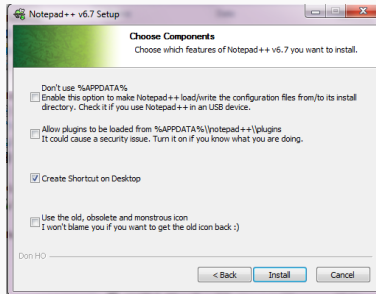 Notepad++ v6.7 Setup
Choose Components
Choose which features of Notepad++ v6.7 you want to install.
Don't use %APPDATA%
Enable this option to make Notepad++ load/write the configuration files from/to its install
directory. Check it if you use Notepad++ in an USB device.
Allow plugins to be loaded from %APPDATA%\\notepad++\\plugins
It could cause a security issue. Turn it on if you know what you are doing.
Create Shortcut on Desktop
Use the old, obsolete and monstrous icon
I won't blame you if you want to get the old icon back :)
Don HO
< Back Install Cancel